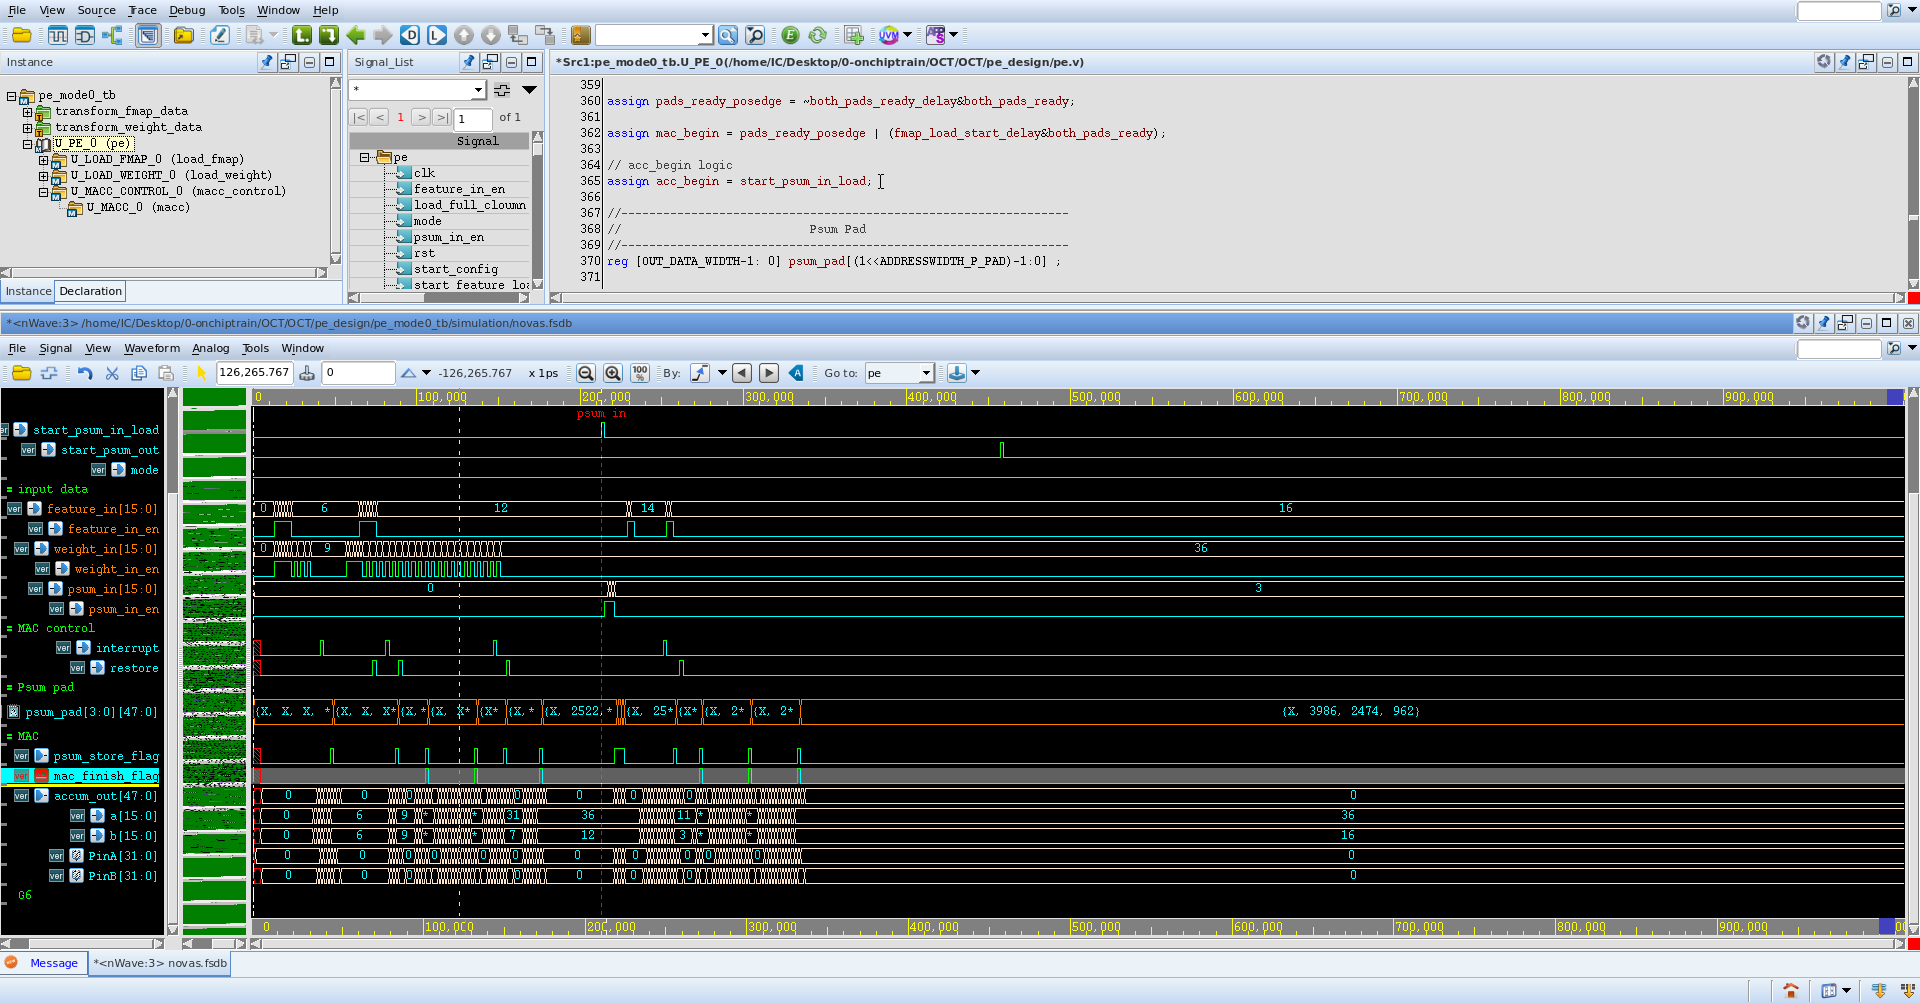 File View Source Trace Debug Tools Window Help
Instance
pe_mode0_tb
transform_fmap_data
transform_weight_data
U_PE_0 (pe)
U_LOAD_FMAP_0 (load_fmap)
U_LOAD_WEIGHT_0 (load_weight)
U_MACC_CONTROL_0 (macc_control)
U_MACC_0 (macc)
Instance Declaration
Signal_List
*
1 1 of 1
Signal
pe
clk
feature_in_en
load_full_cloumn
mode
psum_in_en
rst
start_config
*Src1:pe_mode0_tb.U_PE_0(/home/IC/Desktop/0-onchiptrain/OCT/OCT/pe_design/pe.v)
359
360 assign pads_ready_posedge = ~both_pads_ready_delay&both_pads_ready;
361
362 assign mac_begin = pads_ready_posedge | (fmap_load_start_delay&both_pads_ready);
363
364 // acc_begin logic
365 assign acc_begin = start_psum_in_load;
366
367 //----------------------------------------------------------------
368 // Psum Pad
369 //----------------------------------------------------------------
370 reg [OUT_DATA_WIDTH-1: 0] psum_pad[(1<<ADDRESSWIDTH_P_PAD)-1:0] ;
371
*<nWave:3> /home/IC/Desktop/0-onchiptrain/OCT/OCT/pe_design/pe_mode0_tb/simulation/novas.fsdb
File Signal View Waveform Analog Tools Window
126,265.767 0 -126,265.767 x 1ps 100% By: Go to: pe
0 100,000 200,000 300,000 400,000 500,000 600,000 700,000 800,000 900,000
psum in
start_psum_in_load
start_psum_out
mode
= input data
feature_in[15:0] 0 6 12 14 16
feature_in_en
weight_in[15:0] 0 9 36
weight_in_en
psum_in[15:0] 0 3
psum_in_en
= MAC control
interrupt
restore
= Psum pad
psum_pad[3:0][47:0] {X, X, X, * {X, X, X* {X,* {X, X* {X* {X,* {X, 2522,* {X, 25* {X* {X, 2* {X, 2* {X, 3986, 2474, 962}
= MAC
psum_store_flag
mac_finish_flag
accum_out[47:0] 0 0 0 0 0 0 0 0
a[15:0] 0 6 9 * * 31 36 11 * * 36
b[15:0] 0 6 9 * * 7 12 3 * * 16
PinA[31:0] 0 0 0 0 0 0 0 0 0 0 0 0
PinB[31:0] 0 0 0 0 0 0 0 0
G6
0 100,000 200,000 300,000 400,000 500,000 600,000 700,000 800,000 900,000
Message *<nWave:3> novas.fsdb